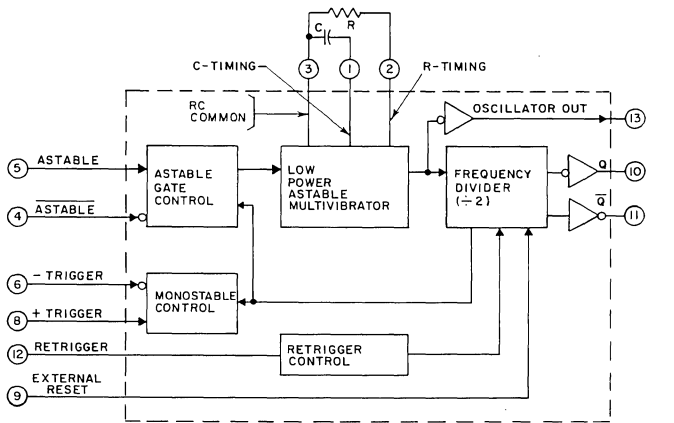 R
C
3
1
2
C-TIMING
R-TIMING
RC
COMMON
OSCILLATOR OUT
13
5
ASTABLE
ASTABLE
GATE
CONTROL
LOW
POWER
ASTABLE
MULTIVIBRATOR
FREQUENCY
DIVIDER
(÷2)
Q
10
4
A̅S̅T̅A̅B̅L̅E̅
Q̅
11
6
- TRIGGER
MONOSTABLE
CONTROL
8
+ TRIGGER
12
RETRIGGER
RETRIGGER
CONTROL
9
EXTERNAL
RESET